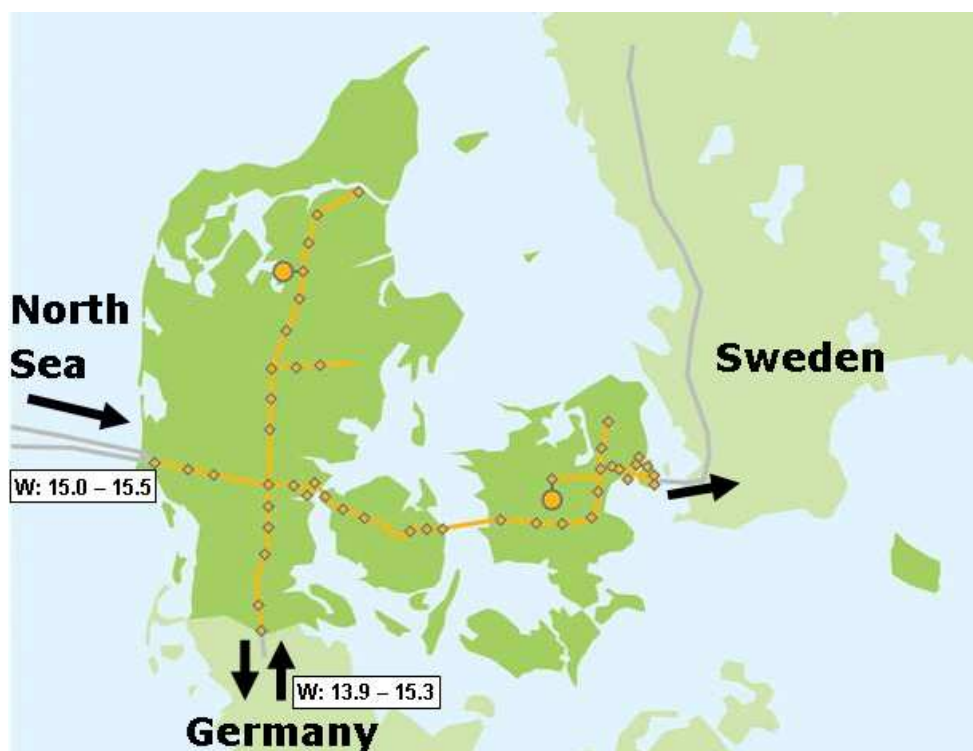 North
Sea
Sweden
W: 15.0 – 15.5
W: 13.9 – 15.3
Germany